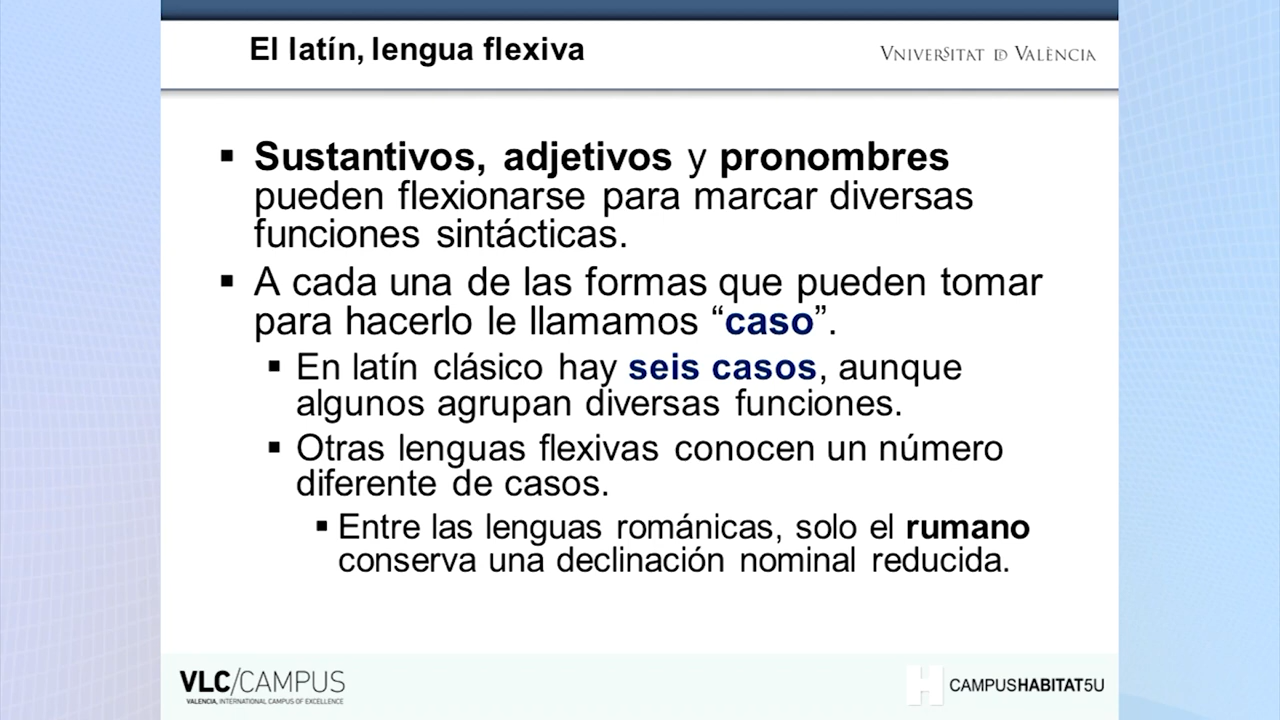 El latín, lengua flexiva
VNIVERSITAT DE VALÈNCIA
▪ Sustantivos, adjetivos y pronombres
pueden flexionarse para marcar diversas
funciones sintácticas.
▪ A cada una de las formas que pueden tomar
para hacerlo le llamamos “caso”.
▪ En latín clásico hay seis casos, aunque
algunos agrupan diversas funciones.
▪ Otras lenguas flexivas conocen un número
diferente de casos.
▪ Entre las lenguas románicas, solo el rumano
conserva una declinación nominal reducida.
VLC/CAMPUS
VALENCIA, INTERNATIONAL CAMPUS OF EXCELLENCE
H CAMPUSHABITAT5U